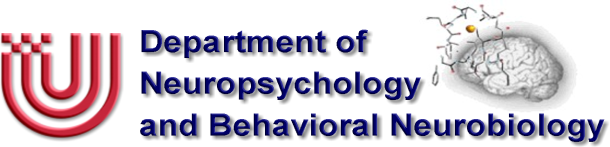 Department of
Neuropsychology
and Behavioral Neurobiology